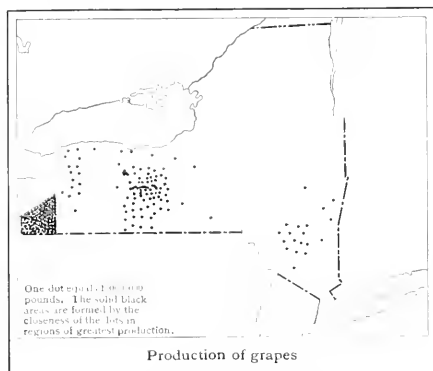 One dot equals
pounds. The solid black
areas are formed by the
closeness of the dots in
regions of greatest production.
Production of grapes